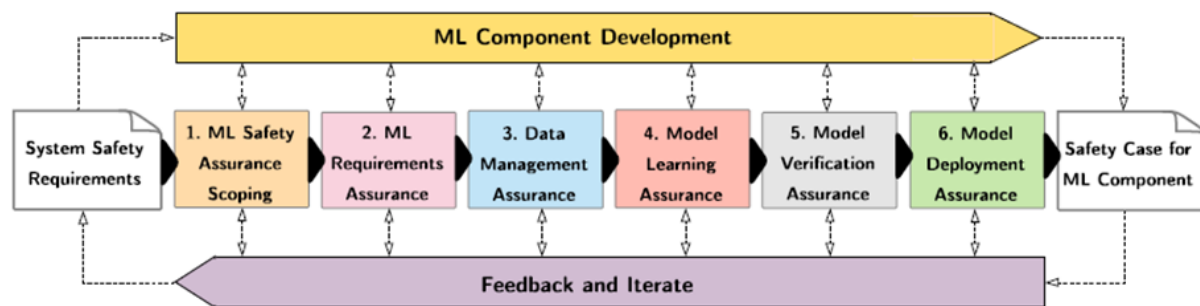 ML Component Development
System Safety
Requirements
1. ML Safety
Assurance
Scoping
2. ML
Requirements
Assurance
3. Data
Management
Assurance
4. Model
Learning
Assurance
5. Model
Verification
Assurance
6. Model
Deployment
Assurance
Safety Case for
ML Component
Feedback and Iterate